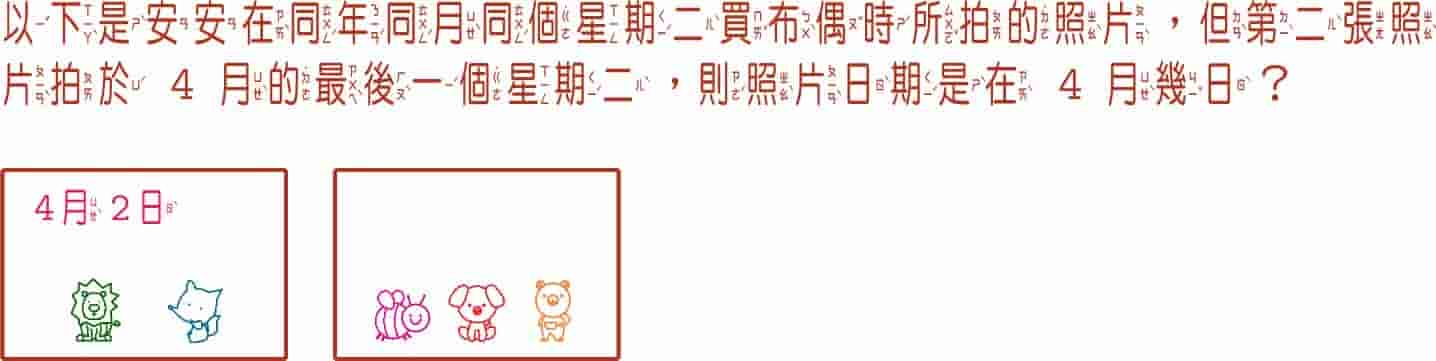 以下是安安在同年同月同個星期二買布偶時所拍的照片，但第二張照
片拍於 4 月的最後一個星期二，則照片日期是在 4 月幾日？
4月2日